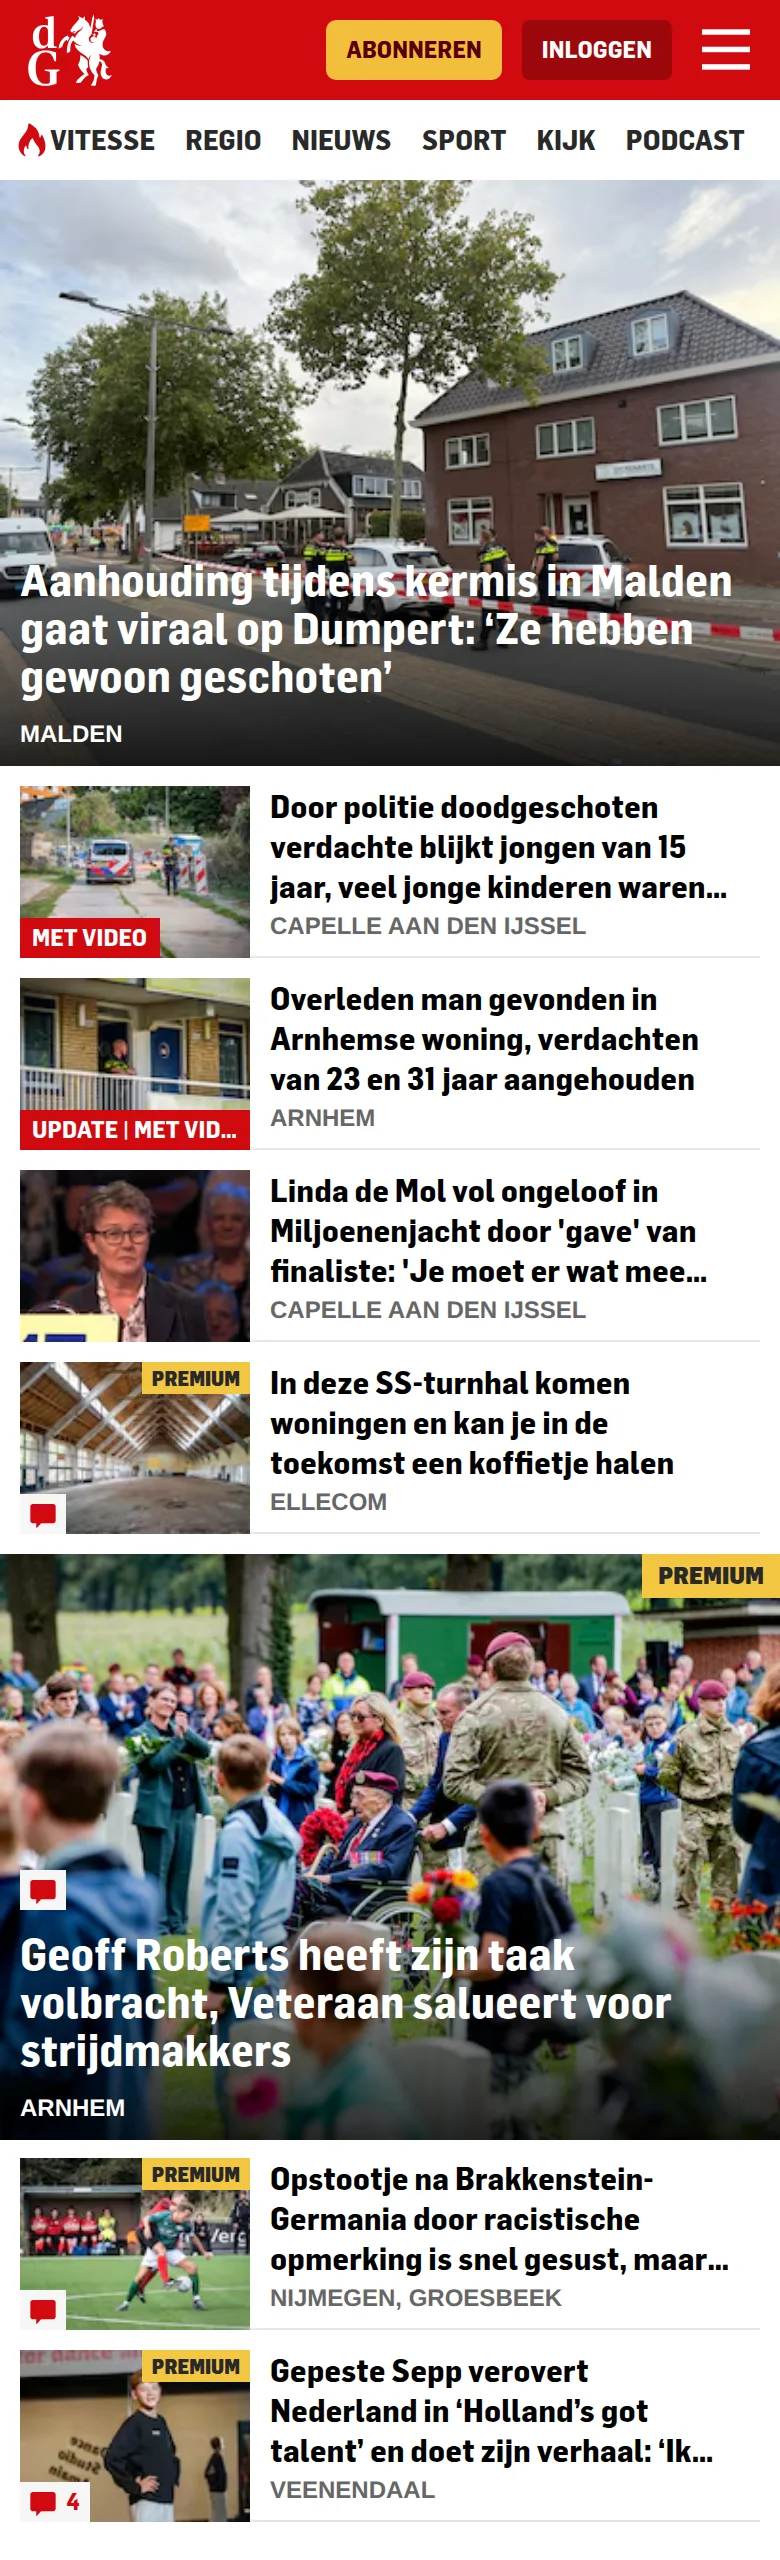 dG
ABONNEREN
INLOGGEN
VITESSE REGIO NIEUWS SPORT KIJK PODCAST
Aanhouding tijdens kermis in Malden
gaat viraal op Dumpert: ‘Ze hebben
gewoon geschoten’
MALDEN
Door politie doodgeschoten
verdachte blijkt jongen van 15
jaar, veel jonge kinderen waren...
CAPELLE AAN DEN IJSSEL
MET VIDEO
Overleden man gevonden in
Arnhemse woning, verdachten
van 23 en 31 jaar aangehouden
ARNHEM
UPDATE | MET VID...
Linda de Mol vol ongeloof in
Miljoenenjacht door 'gave' van
finaliste: 'Je moet er wat mee...
CAPELLE AAN DEN IJSSEL
PREMIUM
In deze SS-turnhal komen
woningen en kan je in de
toekomst een koffietje halen
ELLECOM
PREMIUM
Geoff Roberts heeft zijn taak
volbracht, Veteraan salueert voor
strijdmakkers
ARNHEM
PREMIUM
Opstootje na Brakkenstein-
Germania door racistische
opmerking is snel gesust, maar...
NIJMEGEN, GROESBEEK
PREMIUM
Gepeste Sepp verovert
Nederland in ‘Holland’s got
talent’ en doet zijn verhaal: ‘Ik...
VEENENDAAL
4